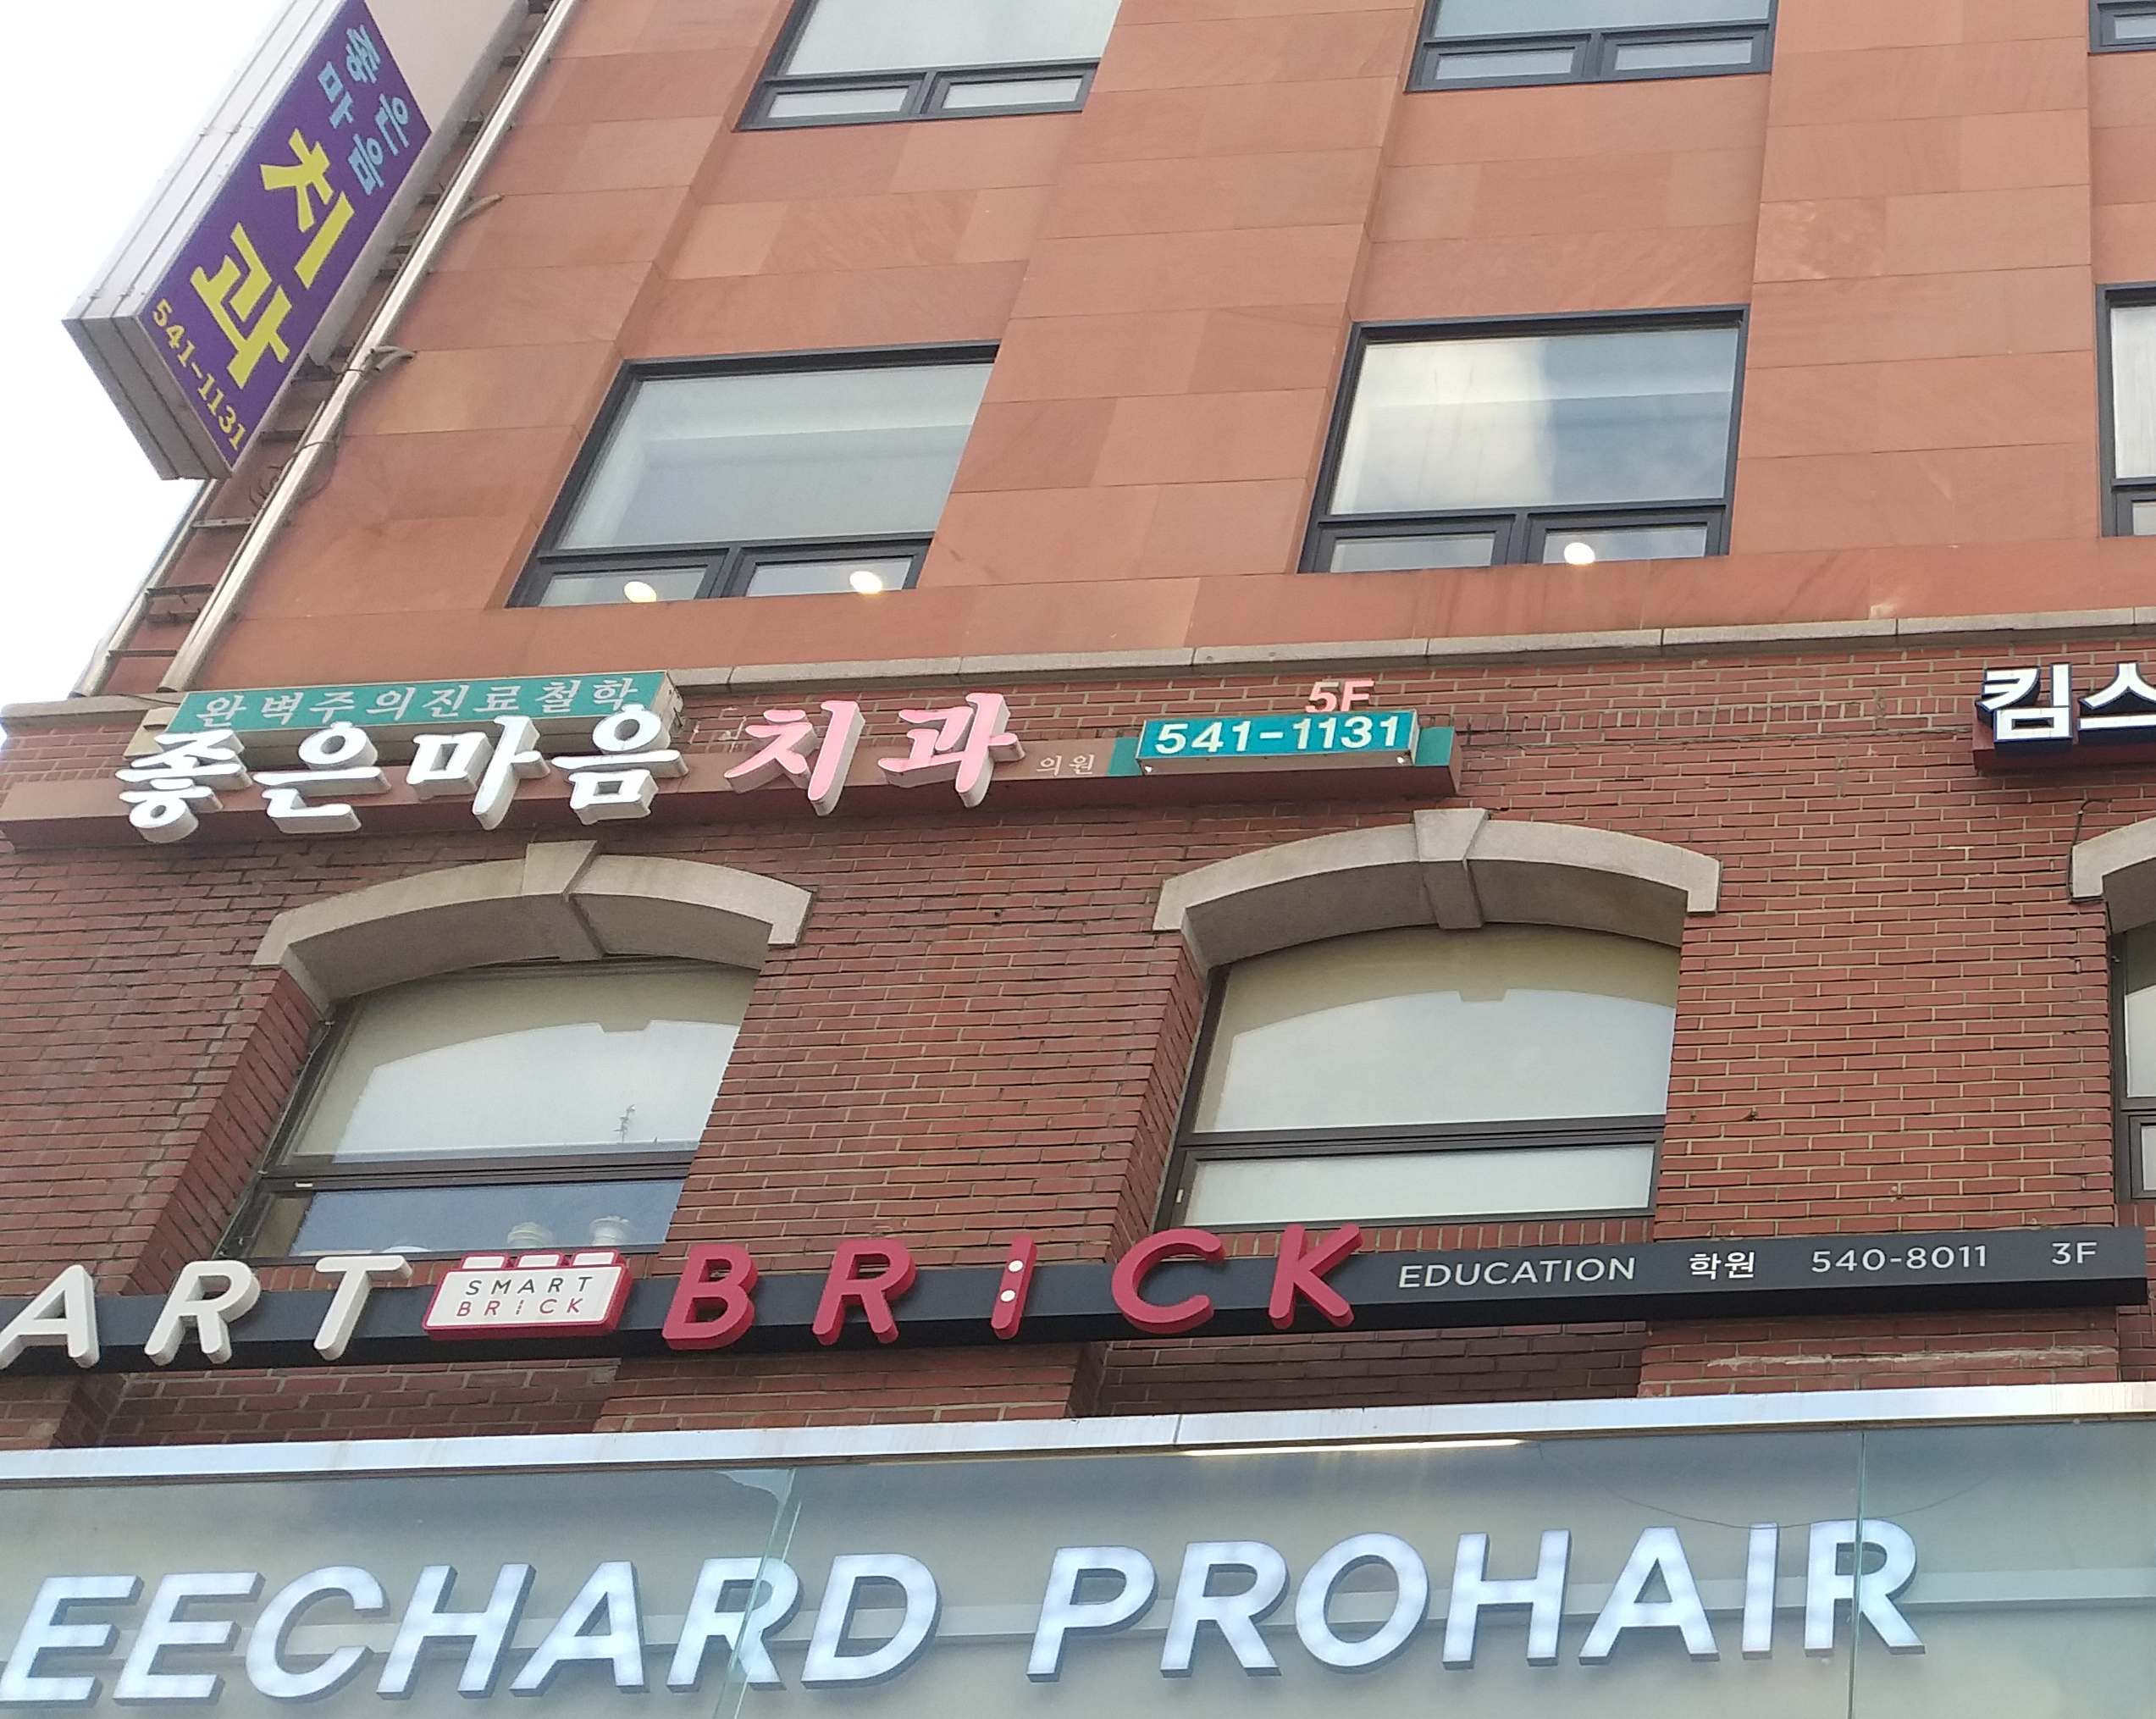 좋은
마음
치과
541-1131
완벽주의진료철학
좋은마음치과의원
5F
541-1131
킴스
ART
SMART
BRICK
BRICK
EDUCATION 학원 540-8011 3F
EECHARD PROHAIR